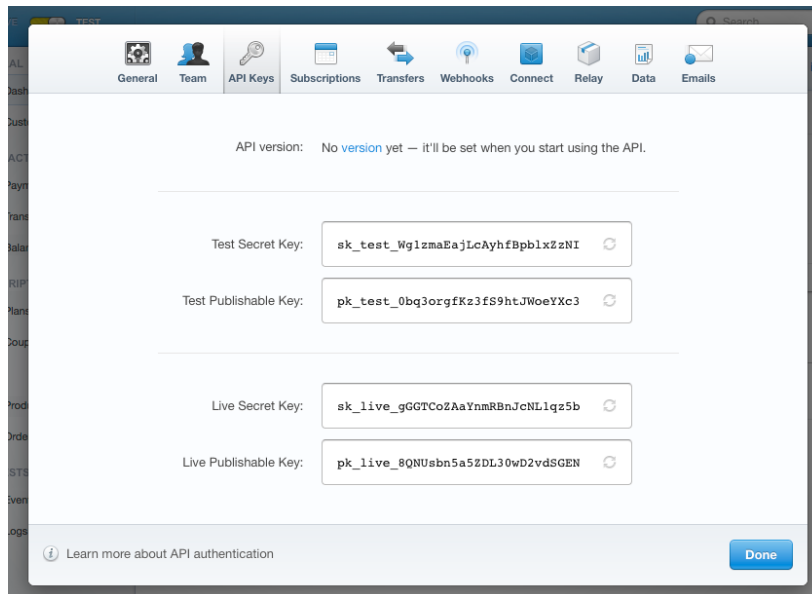 TEST
Search
General Team API Keys Subscriptions Transfers Webhooks Connect Relay Data Emails
API version: No version yet — it'll be set when you start using the API.
Test Secret Key: sk_test_Wg1zmaEajLcAyhfBpblxZzNI
Test Publishable Key: pk_test_0bq3orgfKz3fS9htJWoeYXc3
Live Secret Key: sk_live_gGGTCoZAaYnmRBnJcNL1qz5b
Live Publishable Key: pk_live_8QNUsbn5a5ZDL30wD2vdSGEN
Learn more about API authentication
Done